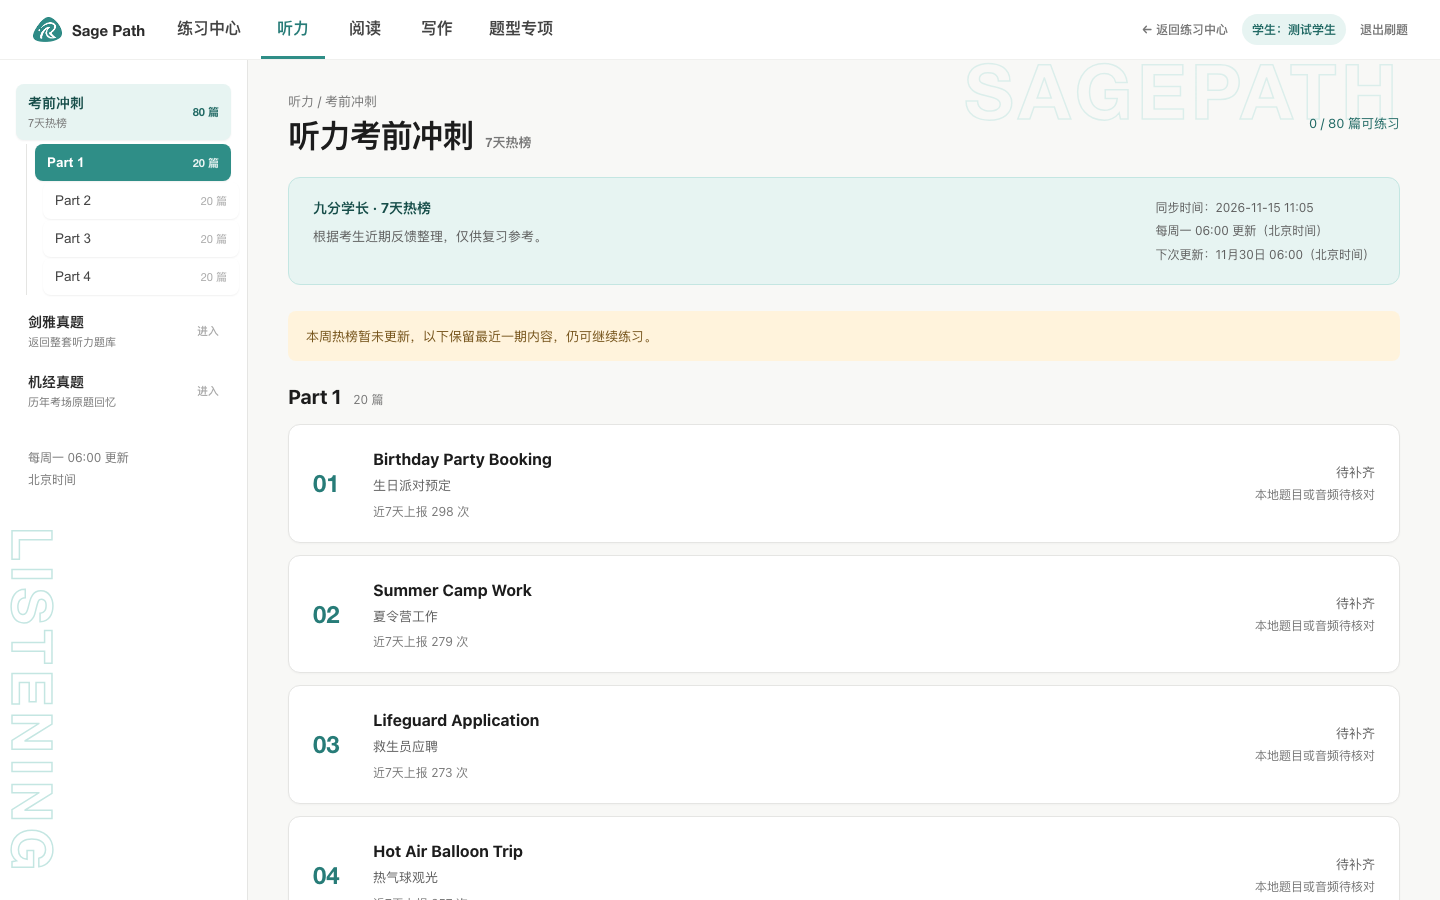 Sage Path
练习中心
听力
阅读
写作
题型专项
← 返回练习中心
学生：测试学生
退出刷题
考前冲刺
7天热榜
80 篇
Part 1
20 篇
Part 2
20 篇
Part 3
20 篇
Part 4
20 篇
剑雅真题
返回整套听力题库
进入
机经真题
历年考场原题回忆
进入
每周一 06:00 更新
北京时间
LISTENING
SAGEPATH
听力 / 考前冲刺
听力考前冲刺 7天热榜
0 / 80 篇可练习
九分学长 · 7天热榜
根据考生近期反馈整理，仅供复习参考。
同步时间：2026-11-15 11:05
每周一 06:00 更新（北京时间）
下次更新：11月30日 06:00（北京时间）
本周热榜暂未更新，以下保留最近一期内容，仍可继续练习。
Part 1 20 篇
01
Birthday Party Booking
生日派对预定
近7天上报 298 次
待补齐
本地题目或音频待核对
02
Summer Camp Work
夏令营工作
近7天上报 279 次
待补齐
本地题目或音频待核对
03
Lifeguard Application
救生员应聘
近7天上报 273 次
待补齐
本地题目或音频待核对
04
Hot Air Balloon Trip
热气球观光
待补齐
本地题目或音频待核对